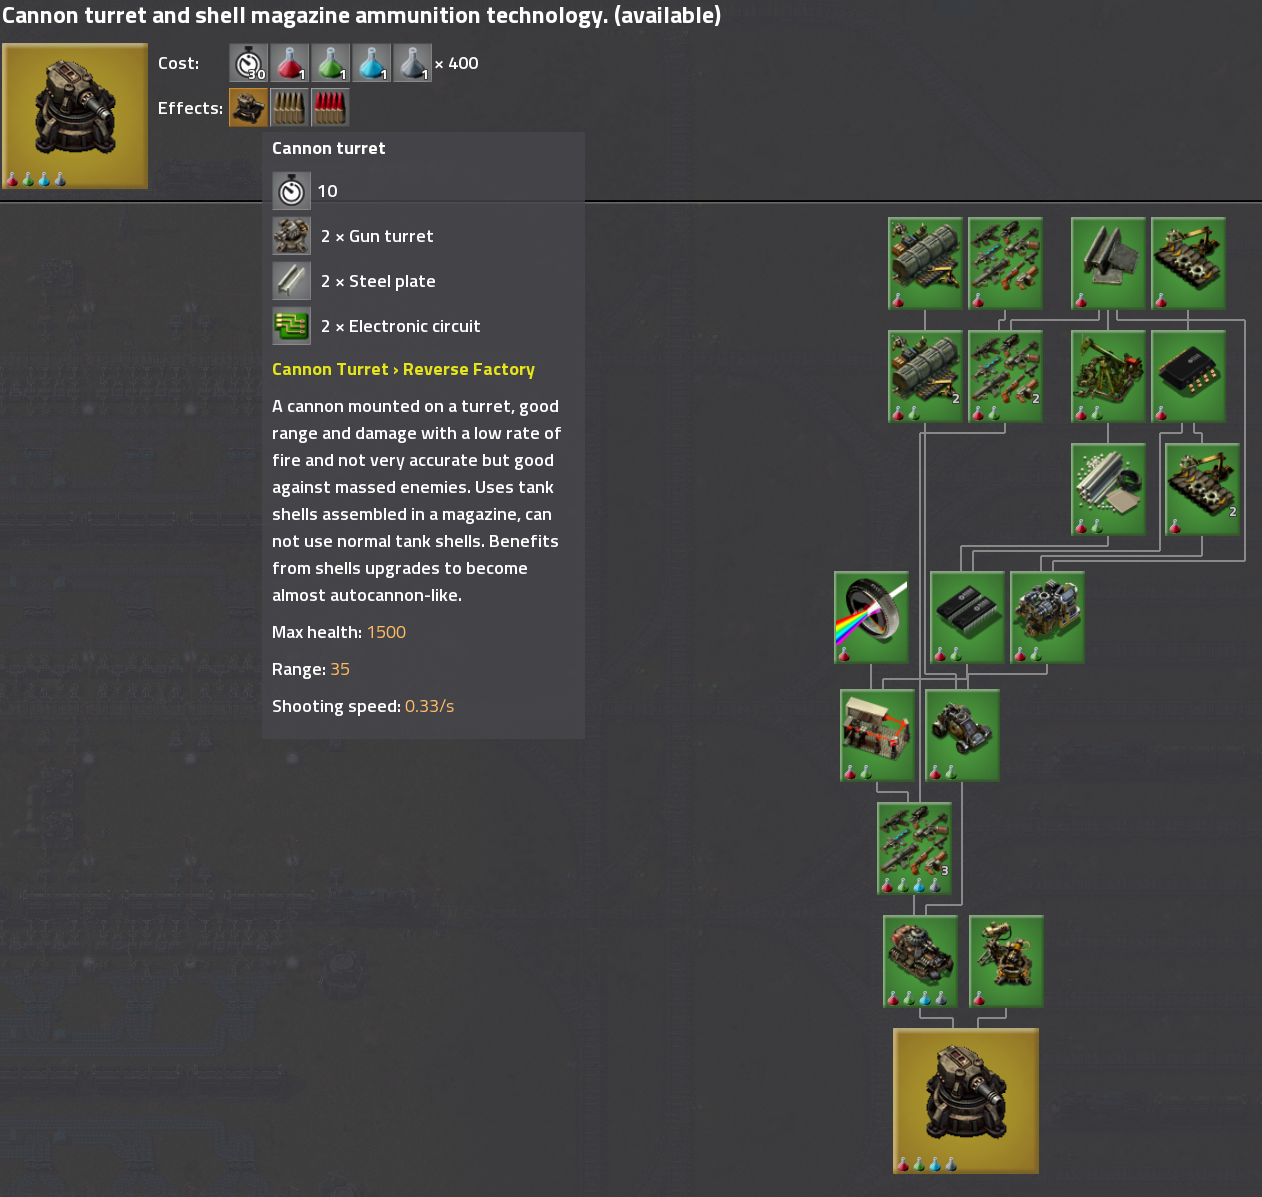 Cannon turret and shell magazine ammunition technology. (available)
Cost: 30 1 1 1 1 × 400
Effects:
Cannon turret
10
2 × Gun turret
2 × Steel plate
2 × Electronic circuit
Cannon Turret › Reverse Factory
A cannon mounted on a turret, good
range and damage with a low rate of
fire and not very accurate but good
against massed enemies. Uses tank
shells assembled in a magazine, can
not use normal tank shells. Benefits
from shells upgrades to become
almost autocannon-like.
Max health: 1500
Range: 35
Shooting speed: 0.33/s
2 2
2
3